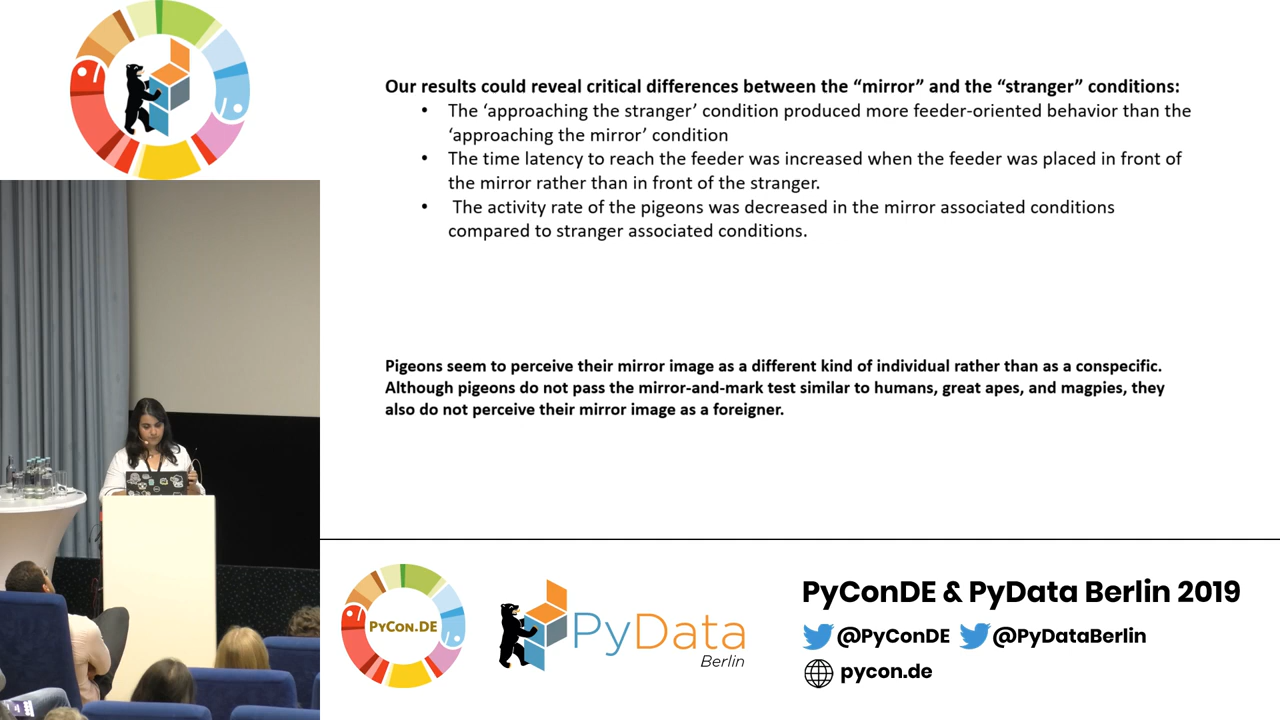 Our results could reveal critical differences between the “mirror” and the “stranger” conditions:
• The ‘approaching the stranger’ condition produced more feeder-oriented behavior than the
‘approaching the mirror’ condition
• The time latency to reach the feeder was increased when the feeder was placed in front of
the mirror rather than in front of the stranger.
• The activity rate of the pigeons was decreased in the mirror associated conditions
compared to stranger associated conditions.
Pigeons seem to perceive their mirror image as a different kind of individual rather than as a conspecific.
Although pigeons do not pass the mirror-and-mark test similar to humans, great apes, and magpies, they
also do not perceive their mirror image as a foreigner.
PYCON.DE
PyData
Berlin
PyConDE & PyData Berlin 2019
@PyConDE @PyDataBerlin
pycon.de